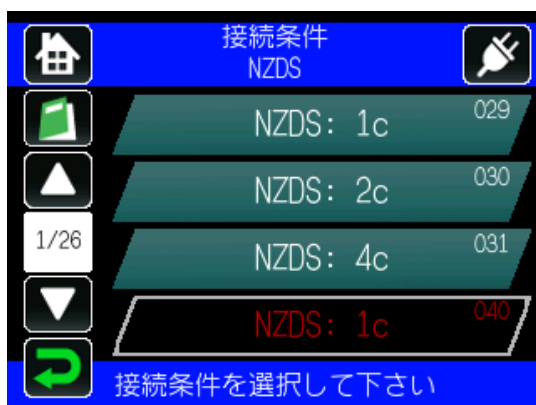 接続条件
NZDS
NZDS: 1c
029
NZDS: 2c
030
1/26
NZDS: 4c
031
NZDS: 1c
040
接続条件を選択して下さい